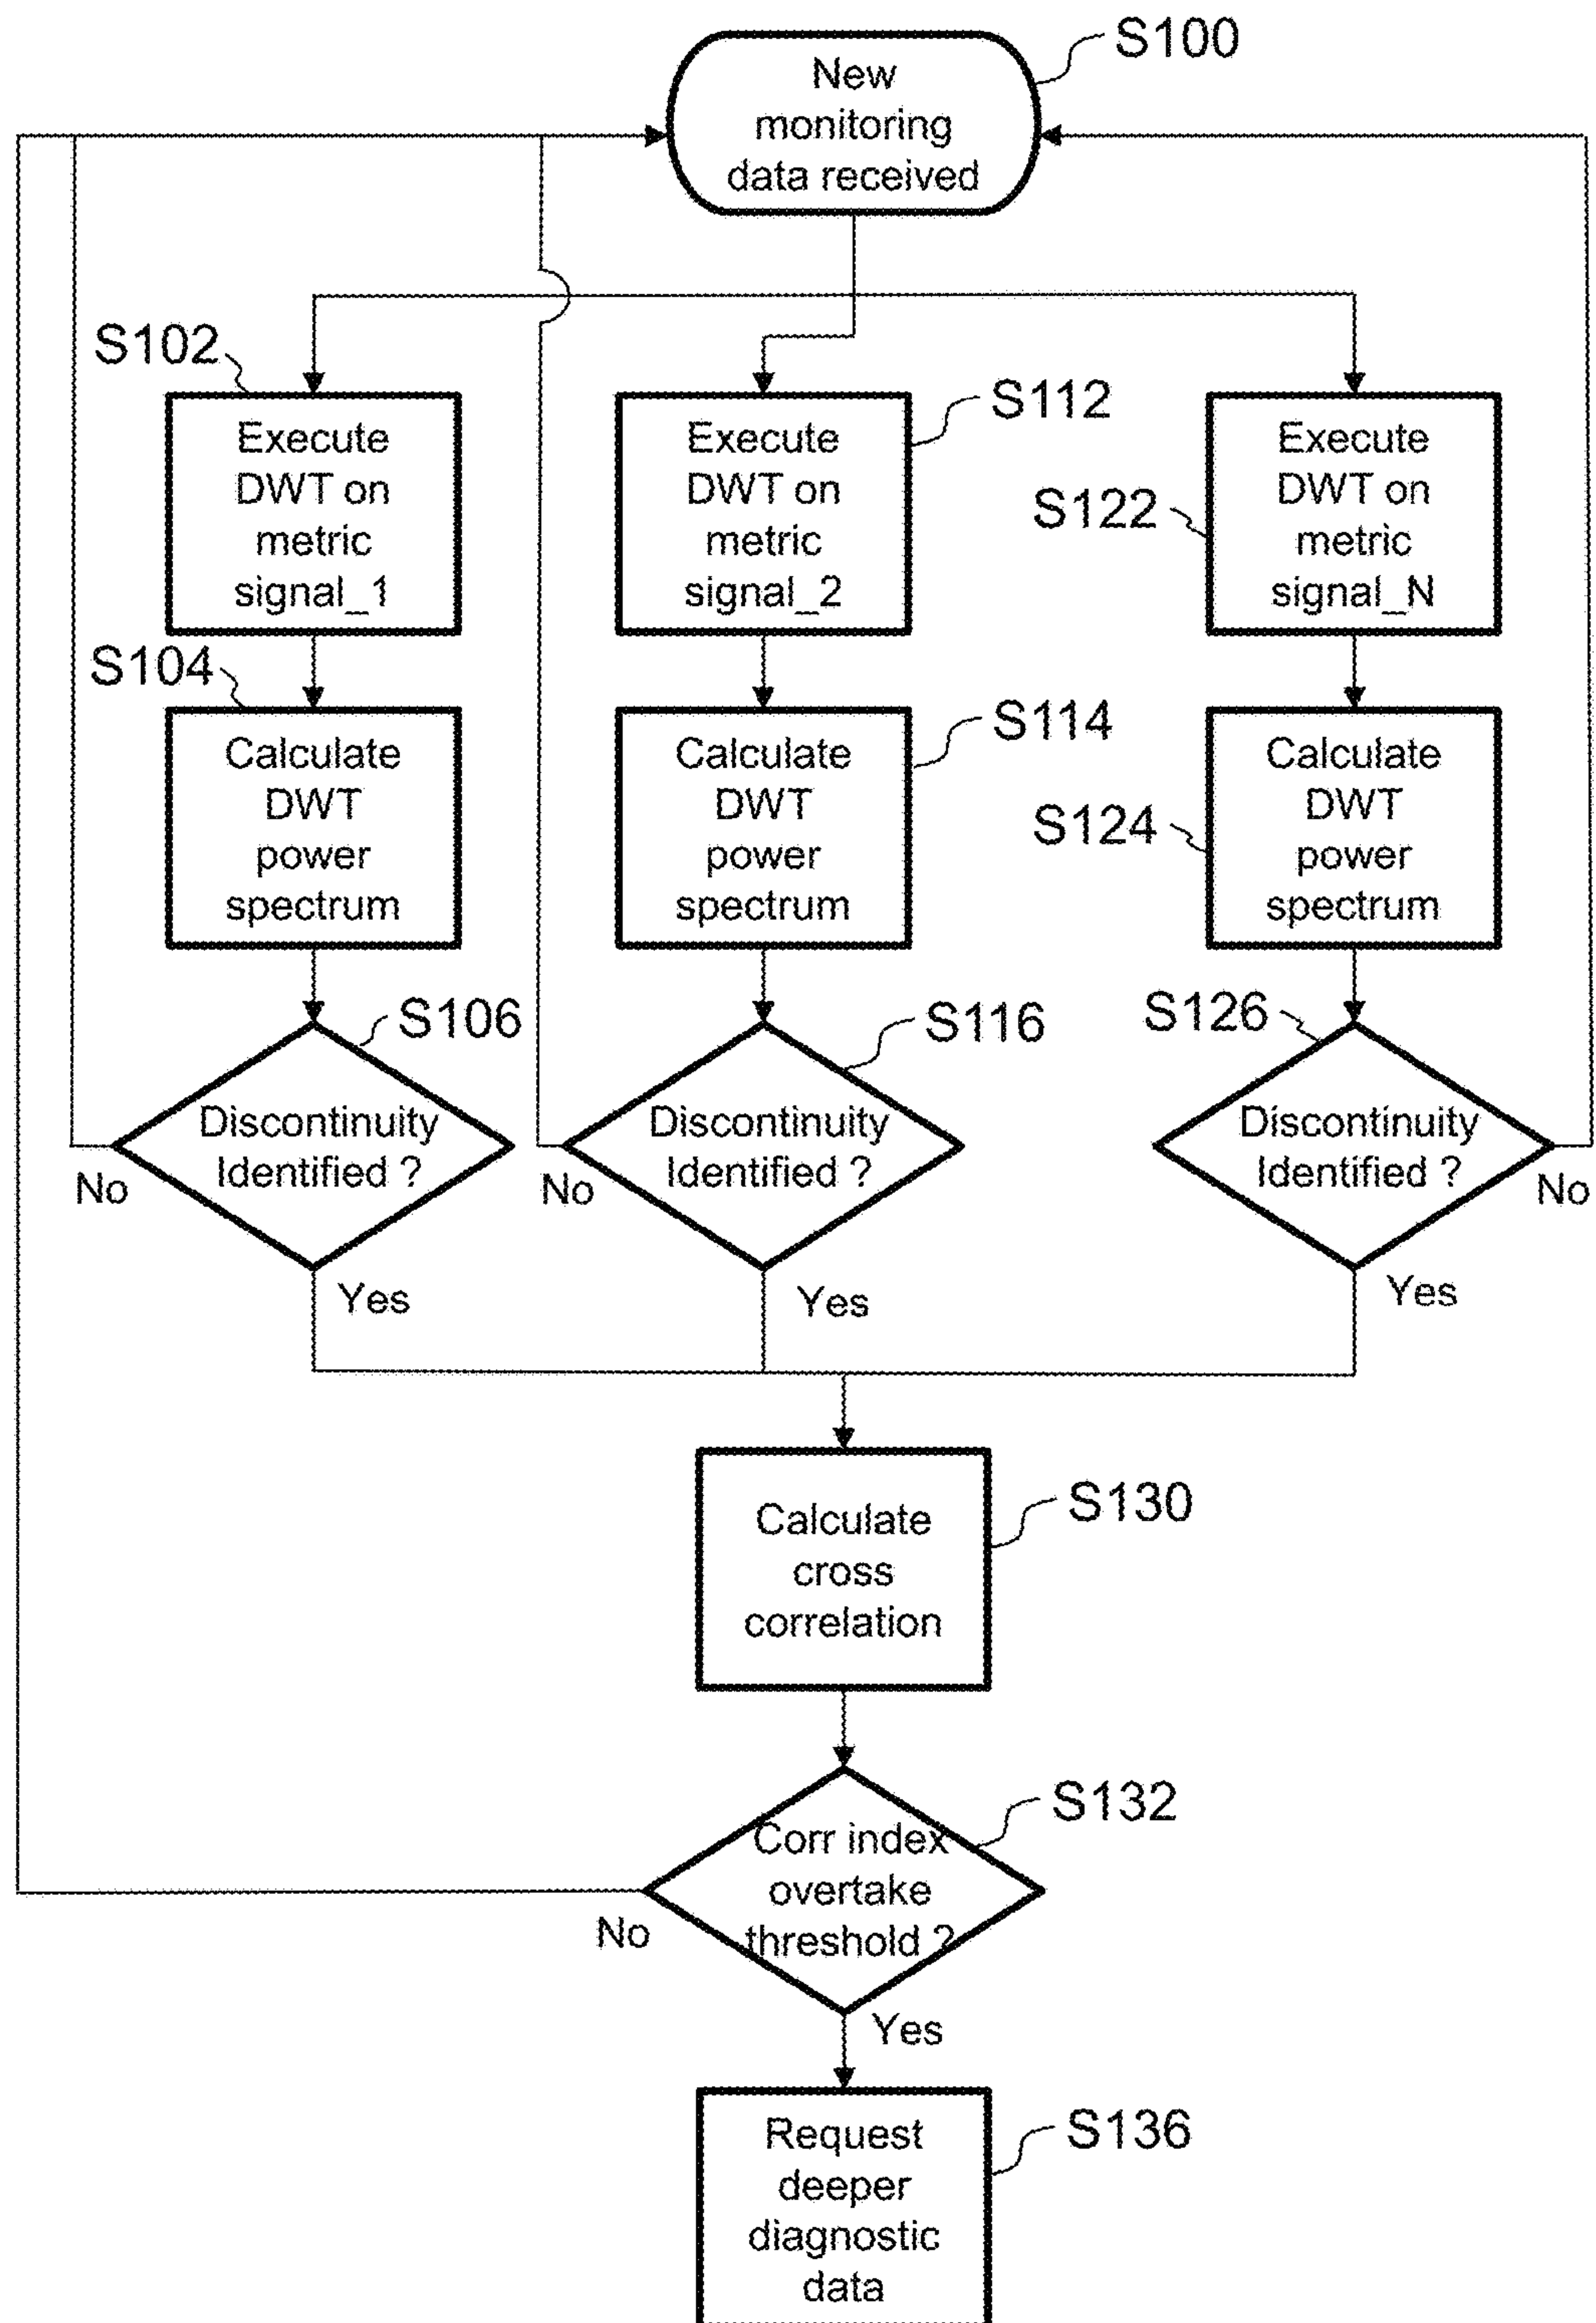 S100
New
monitoring
data received
S102
Execute
DWT on
metric
signal_1
S112
Execute
DWT on
metric
signal_2
S122
Execute
DWT on
metric
signal_N
S104
Calculate
DWT
power
spectrum
S114
Calculate
DWT
power
spectrum
S124
Calculate
DWT
power
spectrum
S106
Discontinuity
Identified ?
No
Yes
S116
Discontinuity
Identified ?
No
Yes
S126
Discontinuity
Identified ?
No
Yes
S130
Calculate
cross
correlation
S132
Corr index
overtake
threshold ?
No
Yes
S136
Request
deeper
diagnostic
data